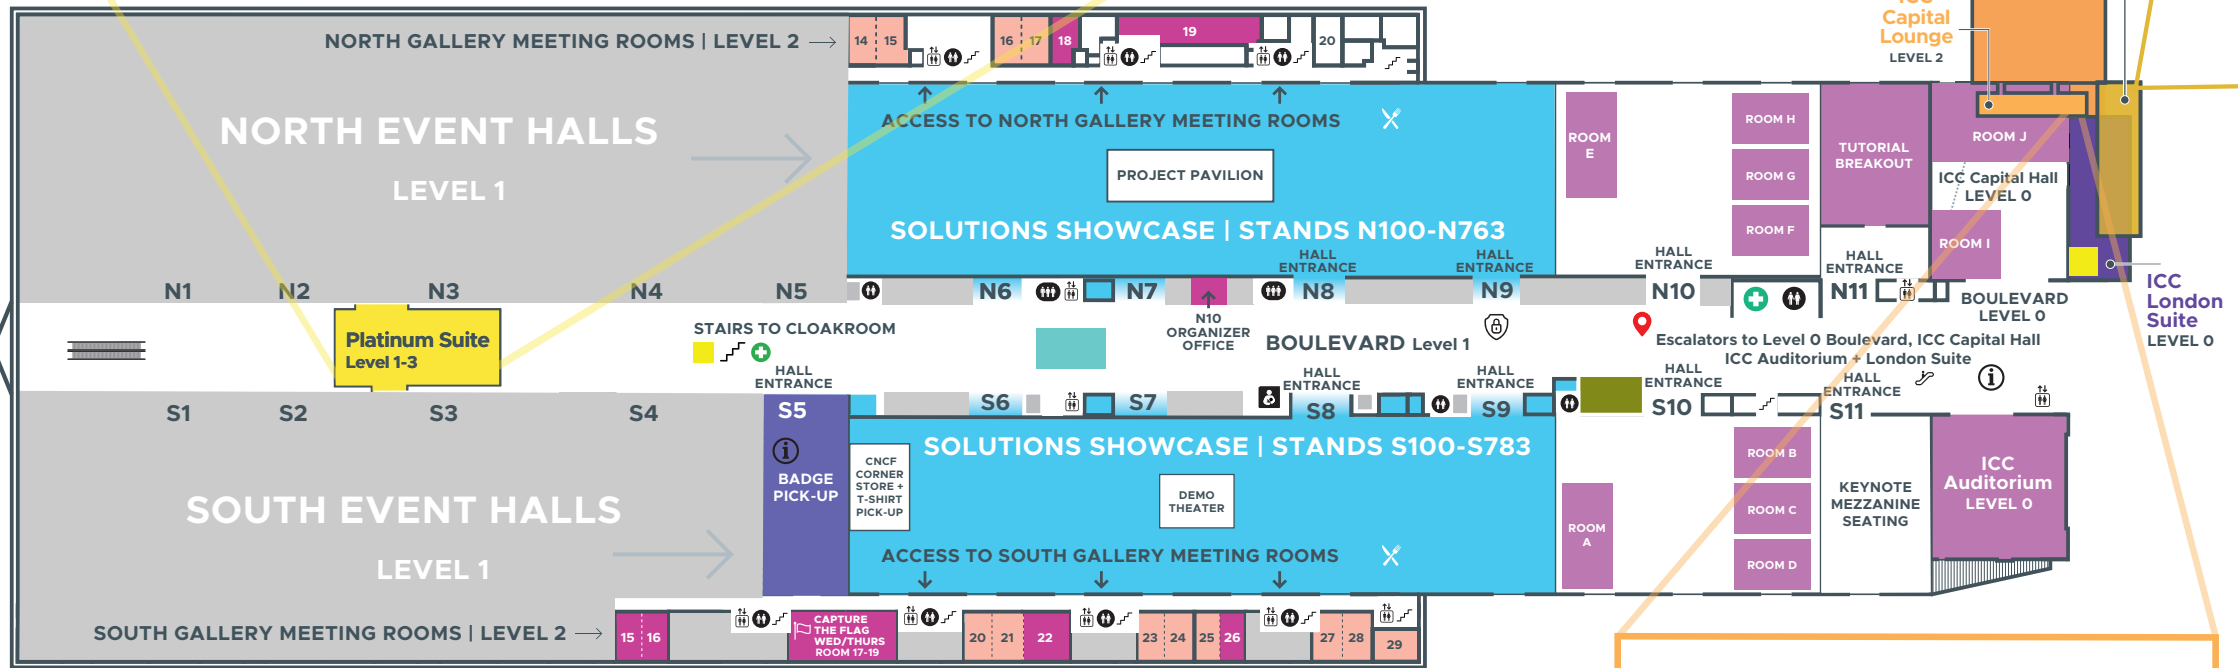 ICC
Capital
Lounge
LEVEL 2
NORTH GALLERY MEETING ROOMS | LEVEL 2
14
15
16
17
18
19
20
NORTH EVENT HALLS
LEVEL 1
ACCESS TO NORTH GALLERY MEETING ROOMS
PROJECT PAVILION
SOLUTIONS SHOWCASE | STANDS N100-N763
ROOM
E
ROOM H
ROOM G
ROOM F
TUTORIAL
BREAKOUT
ROOM J
ICC Capital Hall
LEVEL 0
ROOM I
HALL
ENTRANCE
HALL
ENTRANCE
HALL
ENTRANCE
HALL
ENTRANCE
N1
N2
N3
N4
N5
N6
N7
N8
N9
N10
N11
BOULEVARD
LEVEL 0
ICC
London
Suite
LEVEL 0
Platinum Suite
Level 1-3
STAIRS TO CLOAKROOM
N10
ORGANIZER
OFFICE
BOULEVARD Level 1
Escalators to Level 0 Boulevard, ICC Capital Hall
ICC Auditorium + London Suite
HALL
ENTRANCE
HALL
ENTRANCE
HALL
ENTRANCE
HALL
ENTRANCE
HALL
ENTRANCE
S1
S2
S3
S4
S5
S6
S7
S8
S9
S10
S11
SOUTH EVENT HALLS
LEVEL 1
BADGE
PICK-UP
CNCF
CORNER
STORE +
T-SHIRT
PICK-UP
SOLUTIONS SHOWCASE | STANDS S100-S783
DEMO
THEATER
ACCESS TO SOUTH GALLERY MEETING ROOMS
ROOM
A
ROOM B
ROOM C
ROOM D
KEYNOTE
MEZZANINE
SEATING
ICC
Auditorium
LEVEL 0
SOUTH GALLERY MEETING ROOMS | LEVEL 2
15
16
CAPTURE
THE FLAG
WED/THURS
ROOM 17-19
20
21
22
23
24
25
26
27
28
29